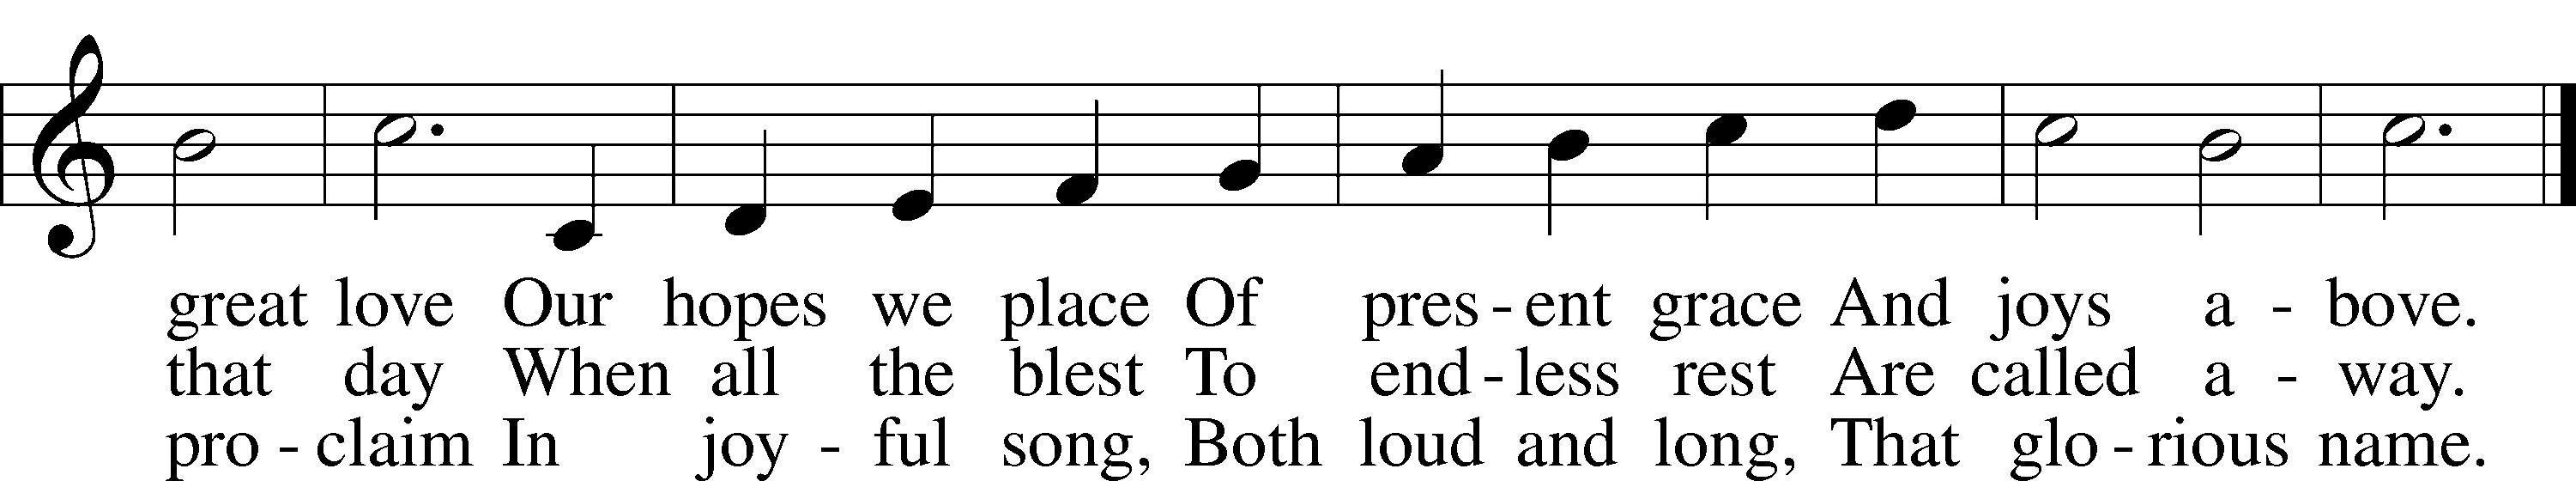 great love Our hopes we place Of pres - ent grace And joys a - bove.
that day When all the blest To end - less rest Are called a - way.
pro - claim In joy - ful song, Both loud and long, That glo - rious name.